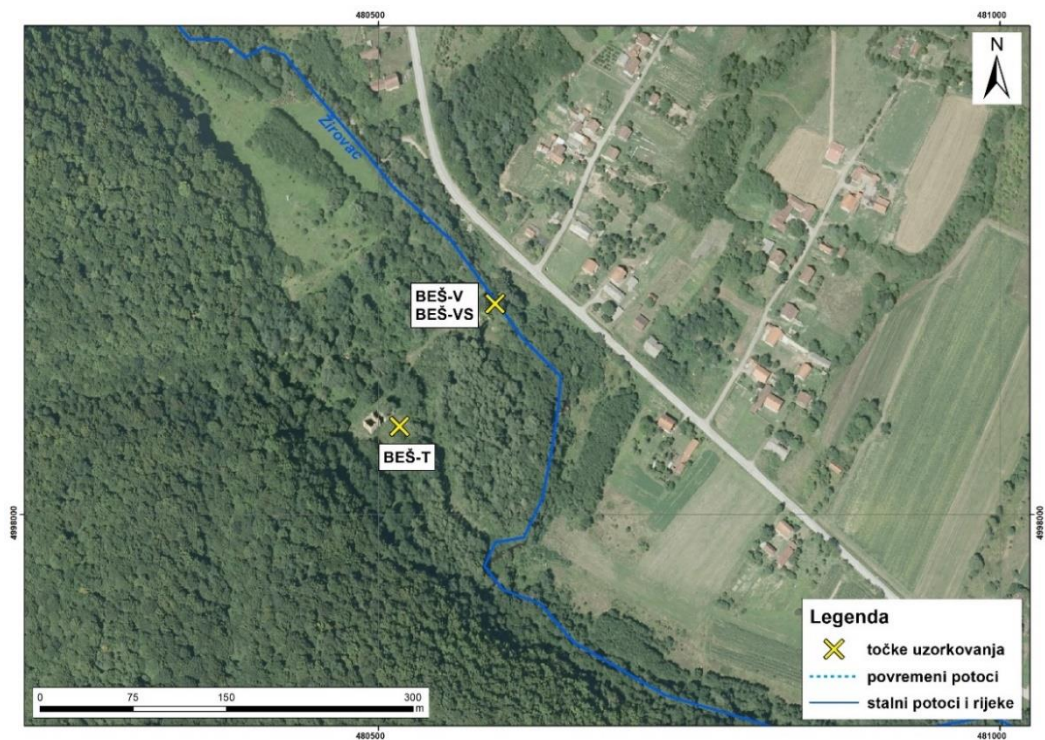 480500
481000
N
Žirovac
BEŠ-V
BEŠ-VS
BEŠ-T
4998000
4998000
Legenda
točke uzorkovanja
povremeni potoci
stalni potoci i rijeke
0 75 150 300
m
480500
481000